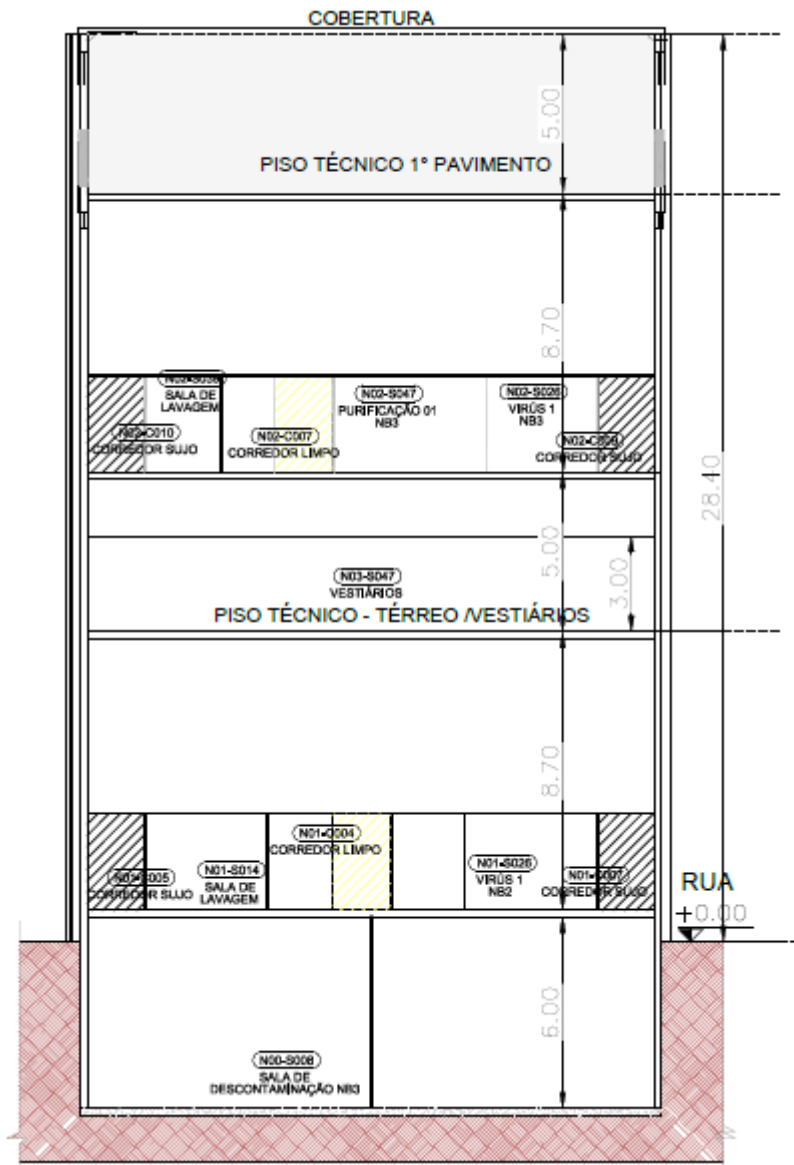 COBERTURA
5.00
PISO TÉCNICO 1° PAVIMENTO
8.70
N02-S038
SALA DE
LAVAGEM
N02-S047
PURIFICAÇÃO 01
NB3
N02-S026
VIRÚS 1
NB3
N02-C010
CORREDOR SUJO
N02-C007
CORREDOR LIMPO
CORREDOR SUJO
28.40
5.00
3.00
N03-S047
VESTIÁRIOS
PISO TÉCNICO - TÉRREO /VESTIÁRIOS
8.70
N01-C004
CORREDOR LIMPO
CORREDOR SUJO
N01-S014
SALA DE
LAVAGEM
N01-S026
VIRÚS 1
NB2
N01-C007
CORREDOR SUJO
RUA
+0.00
6.00
N00-S008
SALA DE
DESCONTAMINAÇÃO NB3